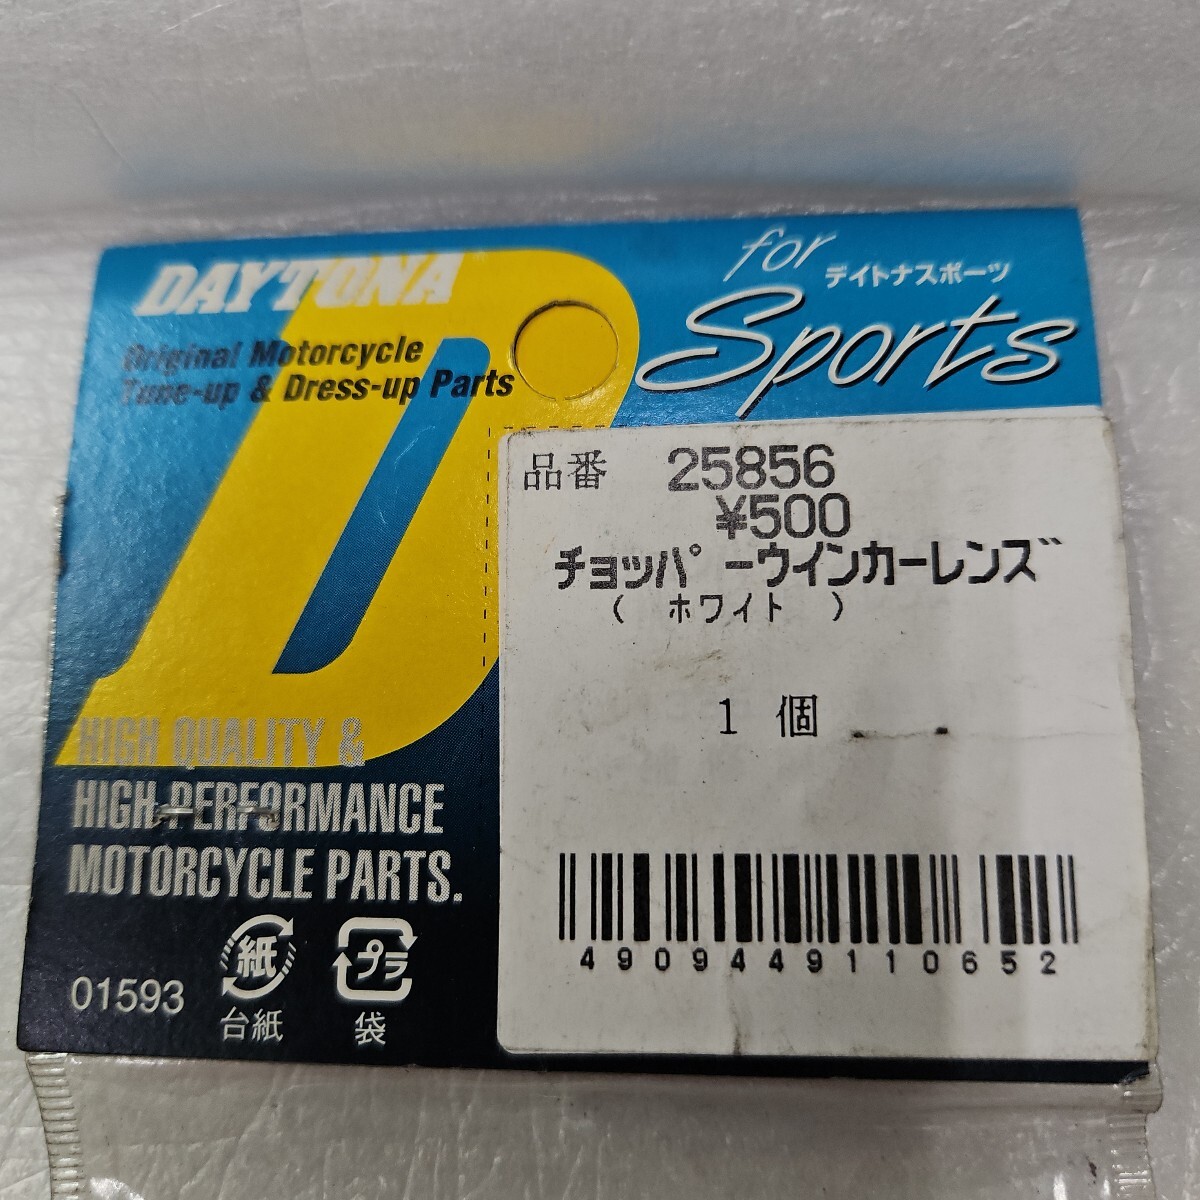 DAYTONA
Original Motorcycle
Tune-up & Dress-up Parts
for
デイトナスポーツ
Sports
品番 25856
¥500
チョッパーウインカーレンズ
( ホワイト )
1 個
4909449110652
HIGH QUALITY &
HIGH PERFORMANCE
MOTORCYCLE PARTS.
01593
紙
台紙
プラ
袋